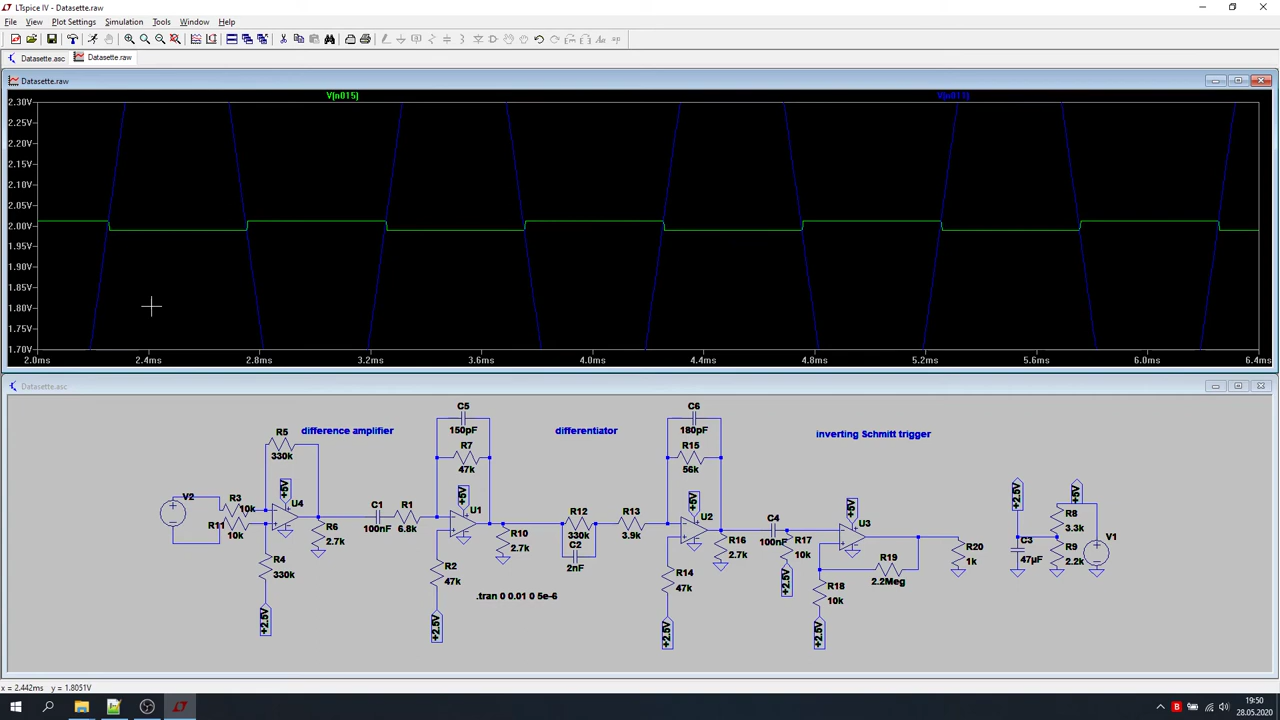 LTspice IV - Datasette.raw
File View Plot Settings Simulation Tools Window Help
Datasette.asc Datasette.raw
Datasette.raw
V(n015)
2.30V
2.25V
2.20V
2.15V
2.10V
2.05V
2.00V
1.95V
1.90V
1.85V
1.80V
1.75V
1.70V
2.0ms 2.4ms 2.8ms 3.2ms 3.6ms 4.0ms 4.4ms 4.8ms 5.2ms 5.6ms 6.0ms 6.4ms
Datasette.asc
difference amplifier
differentiator
inverting Schmitt trigger
V2
R3
10k
R11
10k
R5
330k
+5V
U4
R4
330k
+2.5V
R6
2.7k
C1
100nF
R1
6.8k
C5
150pF
R7
47k
+5V
U1
R2
47k
+2.5V
R10
2.7k
.tran 0 0.01 0 5e-6
R12
330k
C2
2nF
R13
3.9k
C6
180pF
R15
56k
+5V
U2
R14
47k
+2.5V
R16
2.7k
C4
100nF
R17
10k
+2.5V
+5V
U3
R18
10k
+2.5V
R19
2.2Meg
R20
1k
+2.5V
C3
47µF
+5V
R8
3.3k
R9
2.2k
V1
x = 2.442ms y = 1.8051V
19:50
28.05.2020